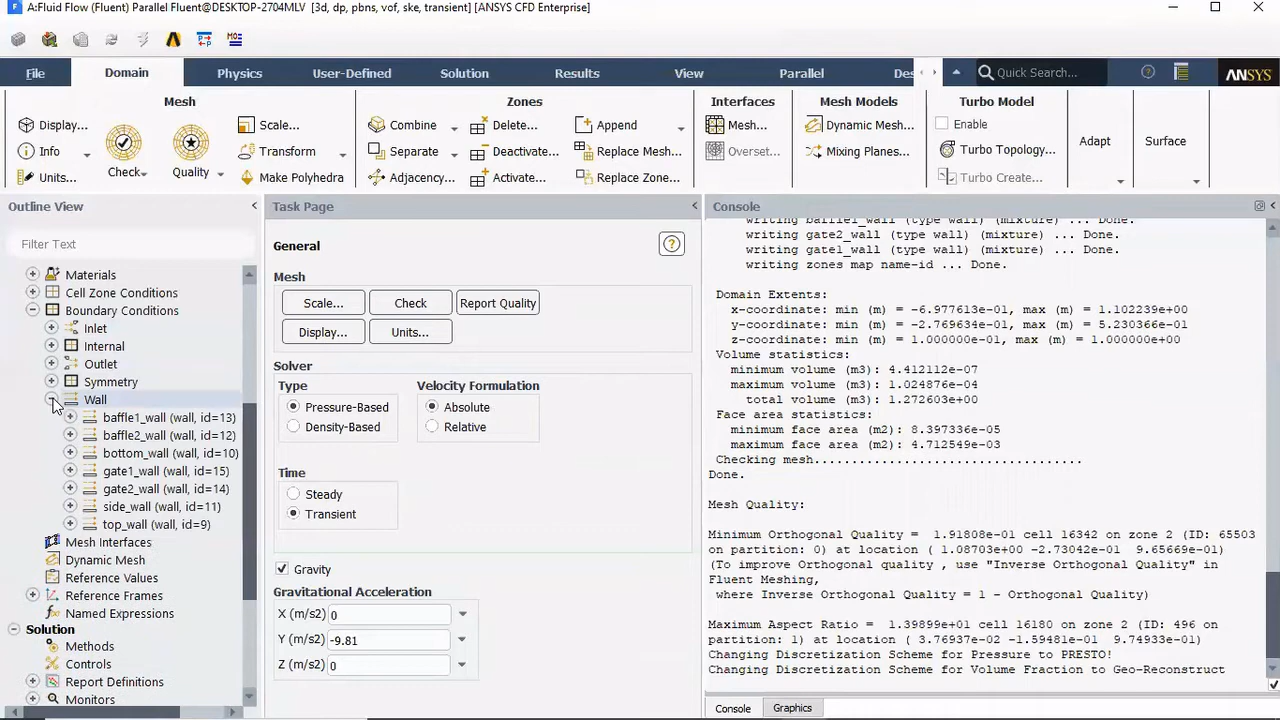 A:Fluid Flow (Fluent) Parallel Fluent@DESKTOP-2704MLV [3d, dp, pbns, vof, ske, transient] [ANSYS CFD Enterprise]
File Domain Physics User-Defined Solution Results View Parallel Des Quick Search... ANSYS
Mesh
Display...
Info
Units...
Check
Quality
Scale...
Transform
Make Polyhedra
Zones
Combine
Separate
Adjacency...
Delete...
Deactivate...
Activate...
Append
Replace Mesh...
Replace Zone...
Interfaces
Mesh...
Overset...
Mesh Models
Dynamic Mesh...
Mixing Planes...
Turbo Model
Enable
Turbo Topology...
Turbo Create...
Adapt
Surface
Outline View
Filter Text
Materials
Cell Zone Conditions
Boundary Conditions
Inlet
Internal
Outlet
Symmetry
Wall
baffle1_wall (wall, id=13)
baffle2_wall (wall, id=12)
bottom_wall (wall, id=10)
gate1_wall (wall, id=15)
gate2_wall (wall, id=14)
side_wall (wall, id=11)
top_wall (wall, id=9)
Mesh Interfaces
Dynamic Mesh
Reference Values
Reference Frames
Named Expressions
Solution
Methods
Controls
Report Definitions
Monitors
Task Page
General
Mesh
Scale... Check Report Quality
Display... Units...
Solver
Type
Pressure-Based
Density-Based
Velocity Formulation
Absolute
Relative
Time
Steady
Transient
Gravity
Gravitational Acceleration
X (m/s2) 0
Y (m/s2) -9.81
Z (m/s2) 0
Console
writing baffle1_wall (type wall) (mixture) ... Done.
writing gate2_wall (type wall) (mixture) ... Done.
writing gate1_wall (type wall) (mixture) ... Done.
writing zones map name-id ... Done.
Domain Extents:
x-coordinate: min (m) = -6.977613e-01, max (m) = 1.102239e+00
y-coordinate: min (m) = -2.769634e-01, max (m) = 5.230366e-01
z-coordinate: min (m) = 0.000000e+00, max (m) = 1.000000e+00
Volume statistics:
minimum volume (m3): 4.412112e-07
maximum volume (m3): 1.024876e-04
total volume (m3): 1.272603e+00
Face area statistics:
minimum face area (m2): 8.397336e-05
maximum face area (m2): 4.712549e-03
Checking mesh....................................
Done.
Mesh Quality:
Minimum Orthogonal Quality = 1.91808e-01 cell 16342 on zone 2 (ID: 65503
on partition: 0) at location ( 1.08703e+00 -2.73042e-01 9.65669e-01)
(To improve Orthogonal quality , use "Inverse Orthogonal Quality" in
Fluent Meshing,
where Inverse Orthogonal Quality = 1 - Orthogonal Quality)
Maximum Aspect Ratio = 1.39899e+01 cell 16180 on zone 2 (ID: 496 on
partition: 1) at location ( 3.76937e-02 -1.59481e-01 9.74933e-01)
Changing Discretization Scheme for Pressure to PRESTO!
Changing Discretization Scheme for Volume Fraction to Geo-Reconstruct
Console Graphics